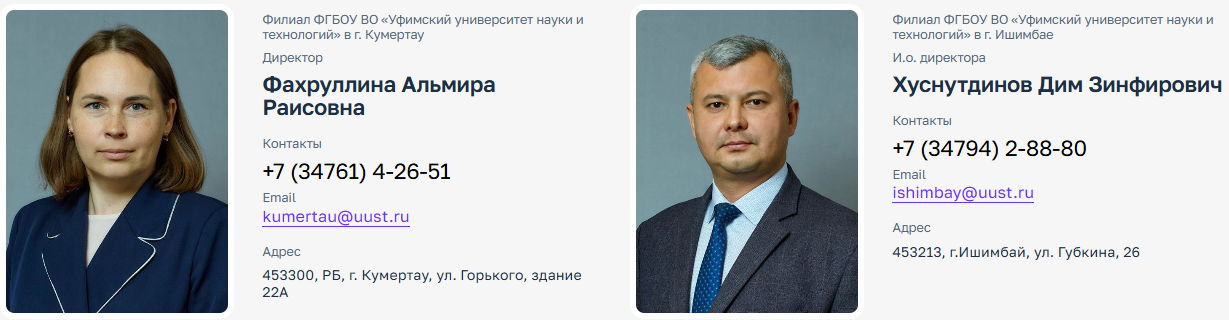 Филиал ФГБОУ ВО «Уфимский университет науки и
технологий» в г. Кумертау
Директор
Фахруллина Альмира
Раисовна
Контакты
+7 (34761) 4-26-51
Email
kumertau@uust.ru
Адрес
453300, РБ, г. Кумертау, ул. Горького, здание
22А
Филиал ФГБОУ ВО «Уфимский университет науки и
технологий» в г. Ишимбае
И.о. директора
Хуснутдинов Дим Зинфирович
Контакты
+7 (34794) 2-88-80
Email
ishimbay@uust.ru
Адрес
453213, г.Ишимбай, ул. Губкина, 26